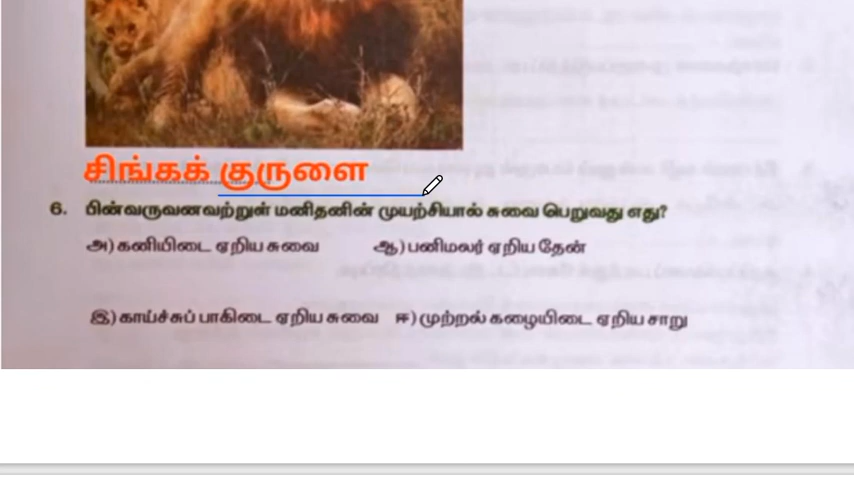 சிங்கக் குருளை
6. பின்வருவனவற்றுள் மனிதனின் முயற்சியால் சுவை பெறுவது எது?
அ) கனியிடை ஏறிய சுவை ஆ) பனிமலர் ஏறிய தேன்
இ) காய்ச்சுப் பாகிடை ஏறிய சுவை ஈ) முற்றல் கழையிடை ஏறிய சாறு